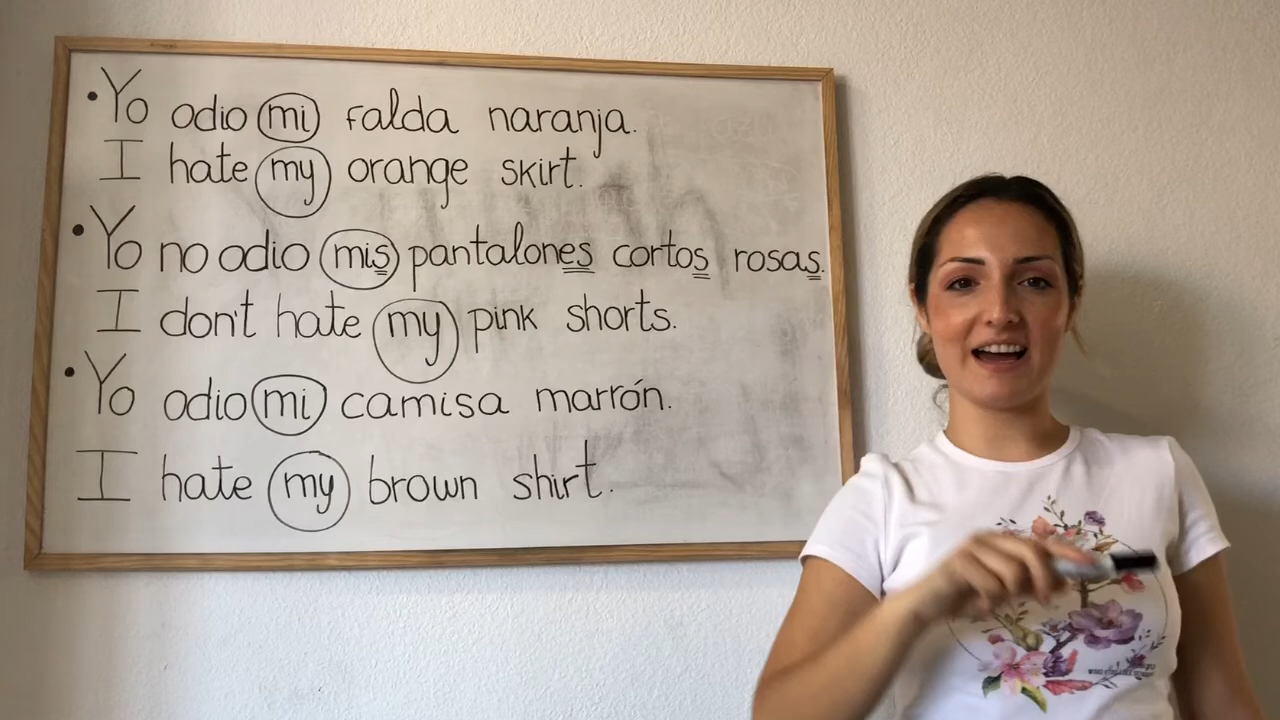 •Yo odio mi falda naranja.
I hate my orange skirt.
•Yo no odio mis pantalones cortos rosas.
I don't hate my pink shorts.
•Yo odio mi camisa marrón.
I hate my brown shirt.